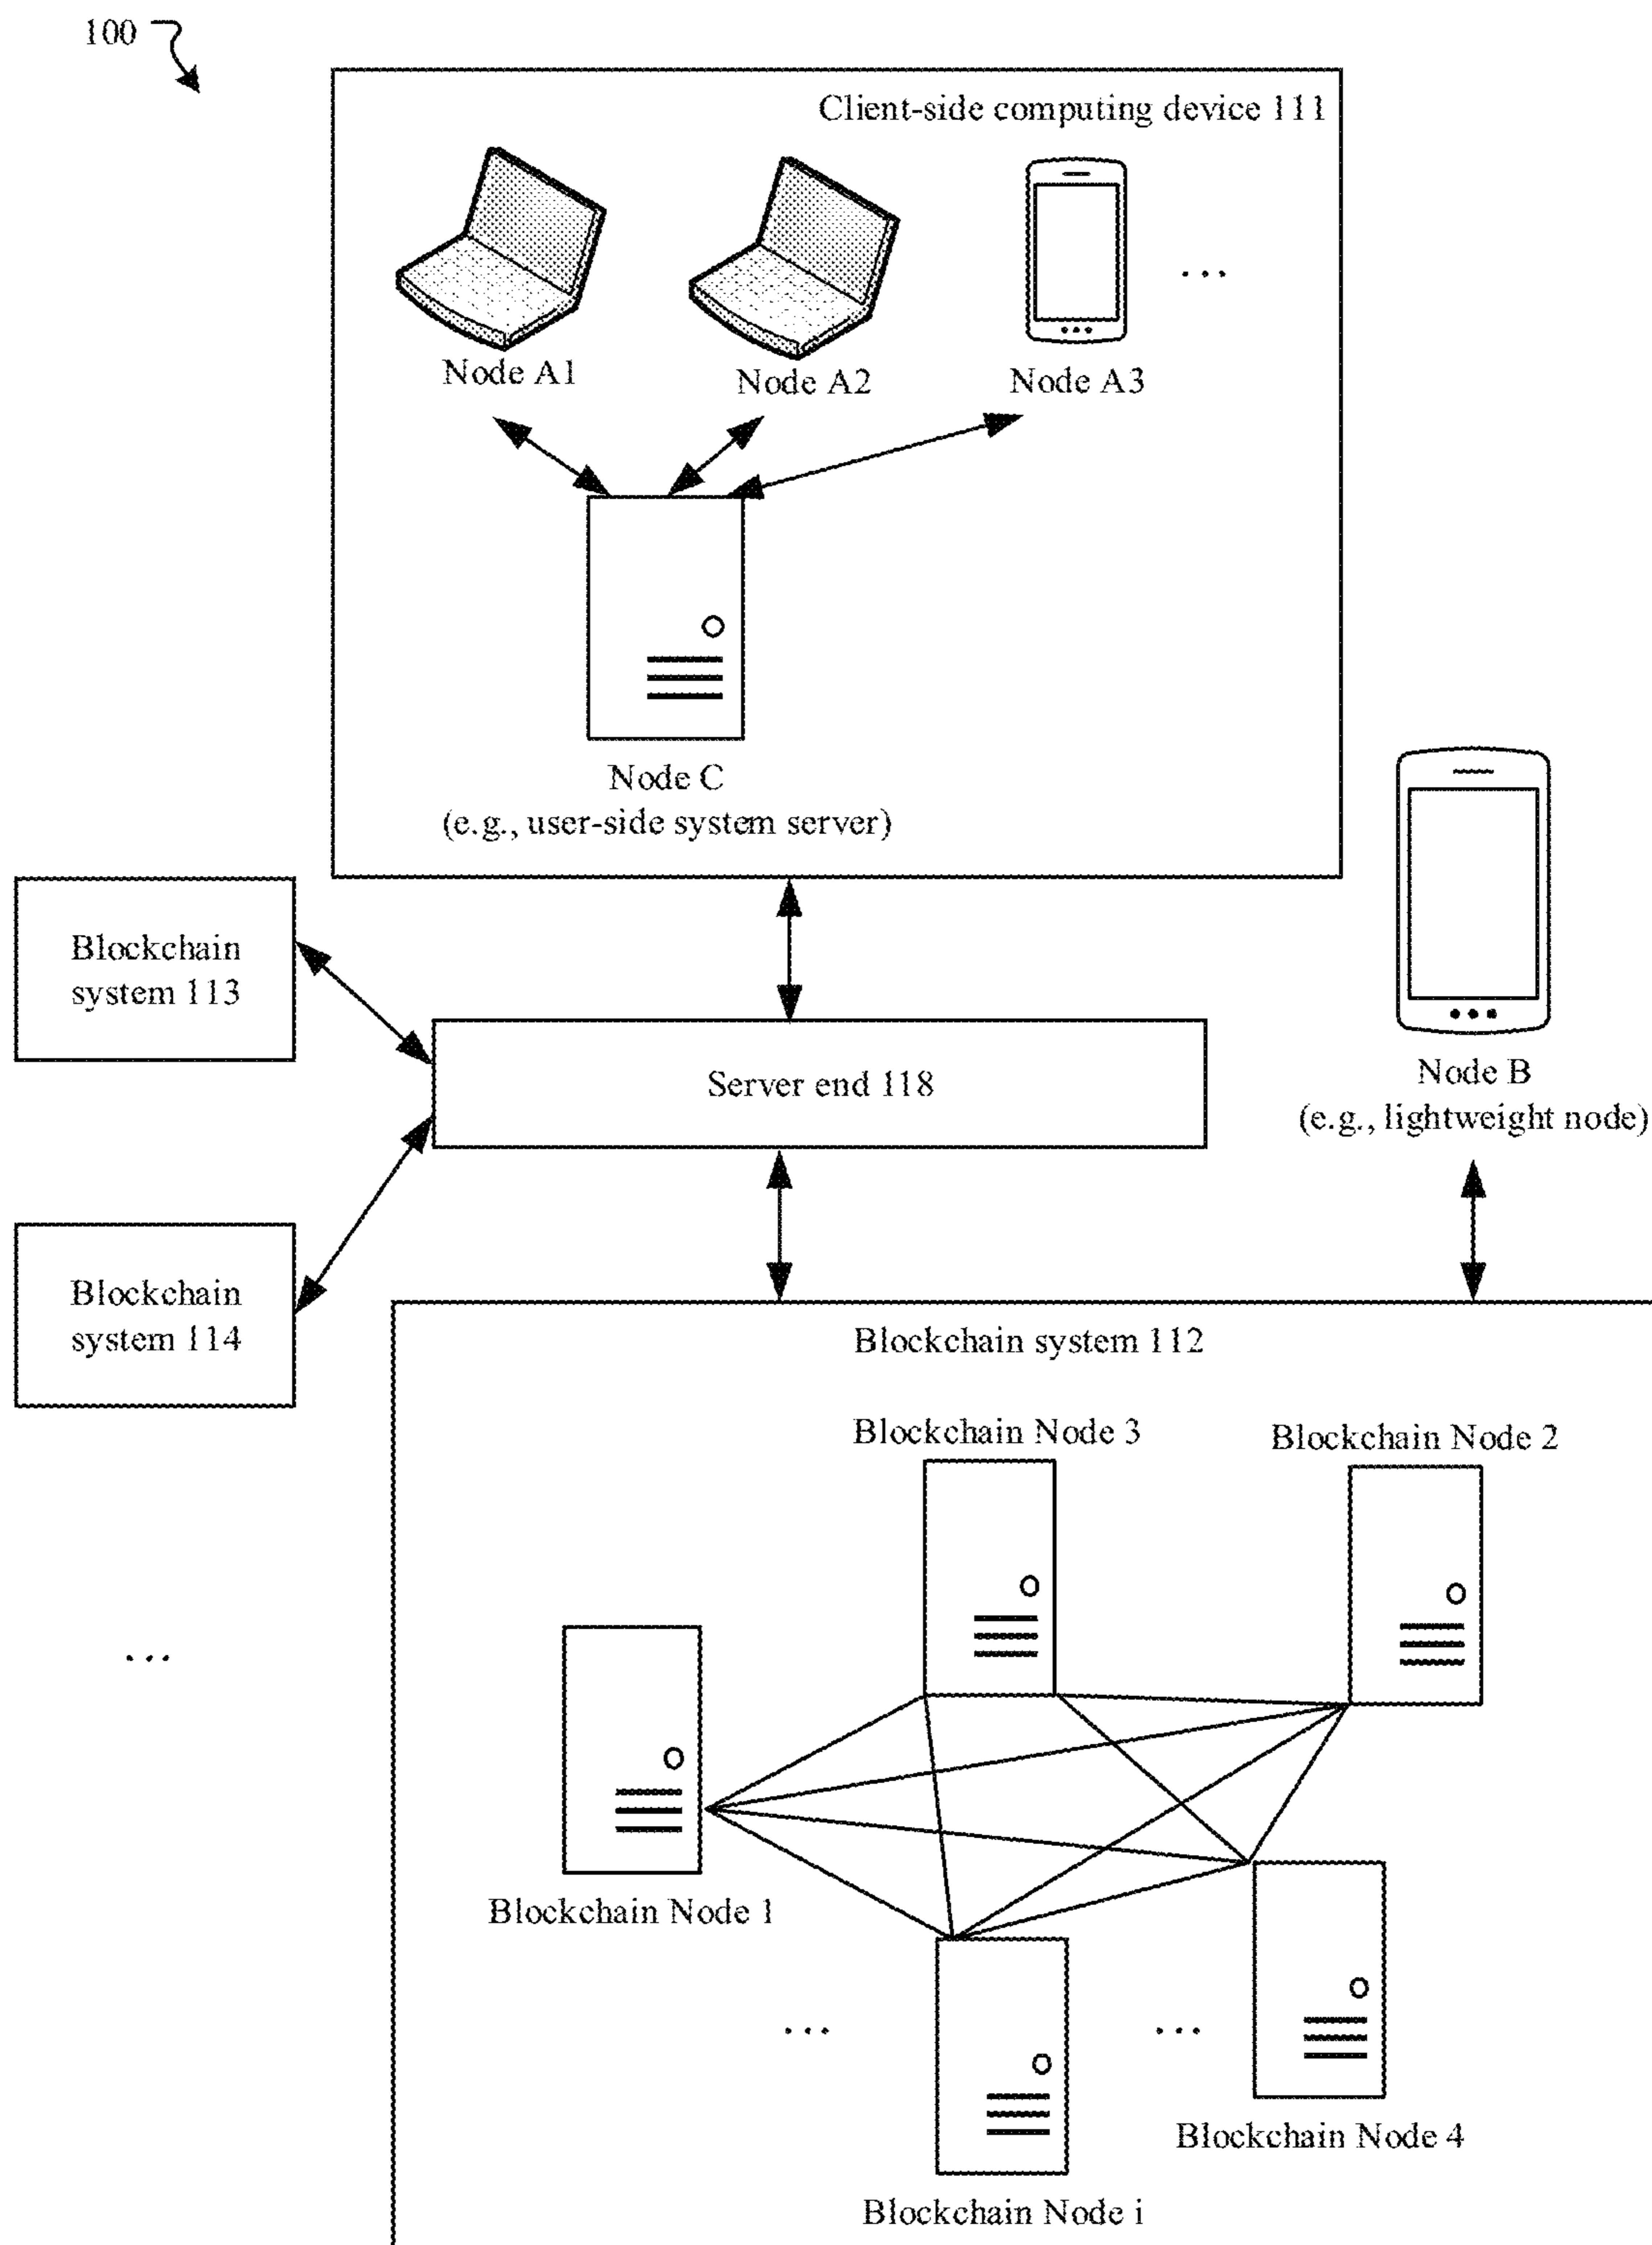 100
Client-side computing device 111
...
Node A1
Node A2
Node A3
Node C
(e.g., user-side system server)
Blockchain
system 113
Server end 118
Node B
(e.g., lightweight node)
Blockchain
system 114
Blockchain system 112
Blockchain Node 3
Blockchain Node 2
...
Blockchain Node 1
...
...
Blockchain Node 4
Blockchain Node i